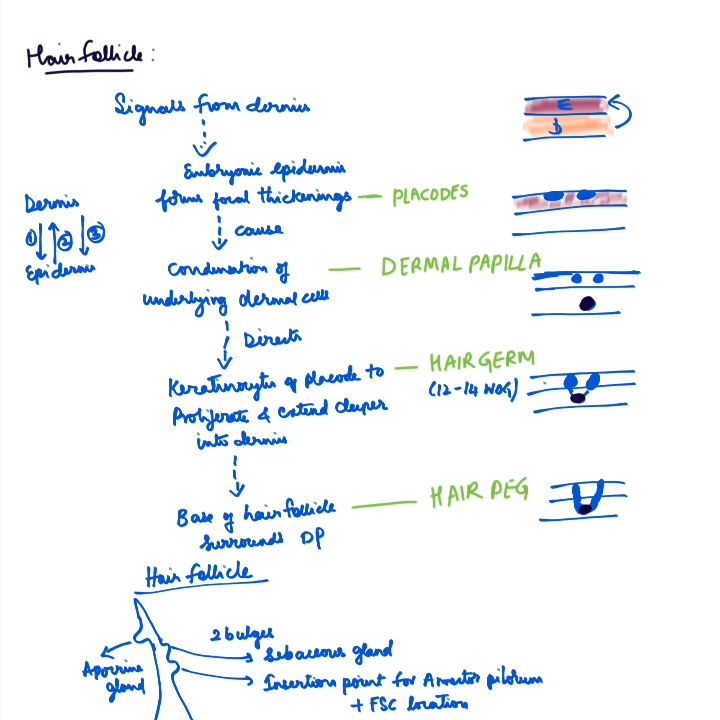 Hair follicle :
Signals from dermis
E
D
Embryonic epidermis
forms focal thickenings — PLACODES
cause
Dermis
① ② ③
Epidermis
Condensation of — DERMAL PAPILLA
underlying dermal cells
Directs
Keratinocytes of placode to — HAIR GERM
Proliferate & extend deeper (12-14 WOG)
into dermis
Base of hair follicle — HAIR PEG
surrounds DP
Hair follicle
2 bulges
Sebaceous gland
Apocrine
gland
Insertion point for Arrector pilorum
+ FSC location